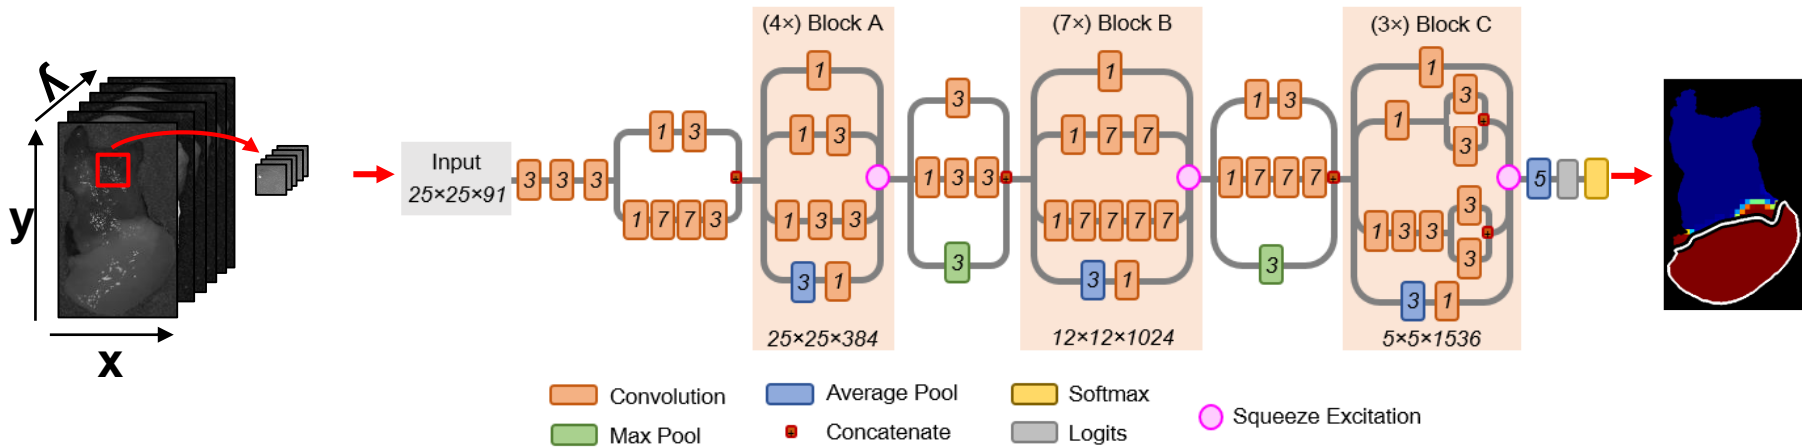 λ
y
x
Input
25×25×91
3 3 3
1 3
1 7 7 3
(4×) Block A
1
1 3
1 3 3
3 1
25×25×384
3
1 3 3
3
(7×) Block B
1
1 7 7
1 7 7 7 7
3 1
12×12×1024
1 3
1 7 7 7
3
(3×) Block C
1
1 3 3
1 3 3 3 3
3 1
5×5×1536
5
Convolution
Average Pool
Softmax
Squeeze Excitation
Max Pool
Concatenate
Logits